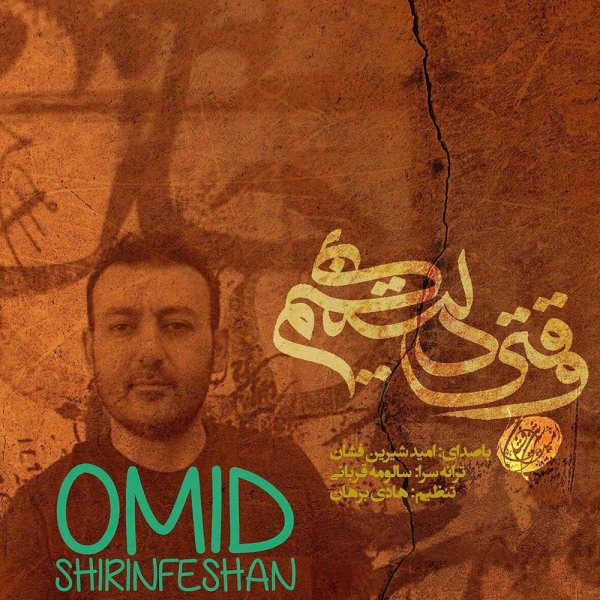 وقتی دلتنگم
باصدای: امید شیرین فشان
ترانه سرا: سالومه قربانی
تنظیم: هادی برهان
OMID
SHIRINFESHAN